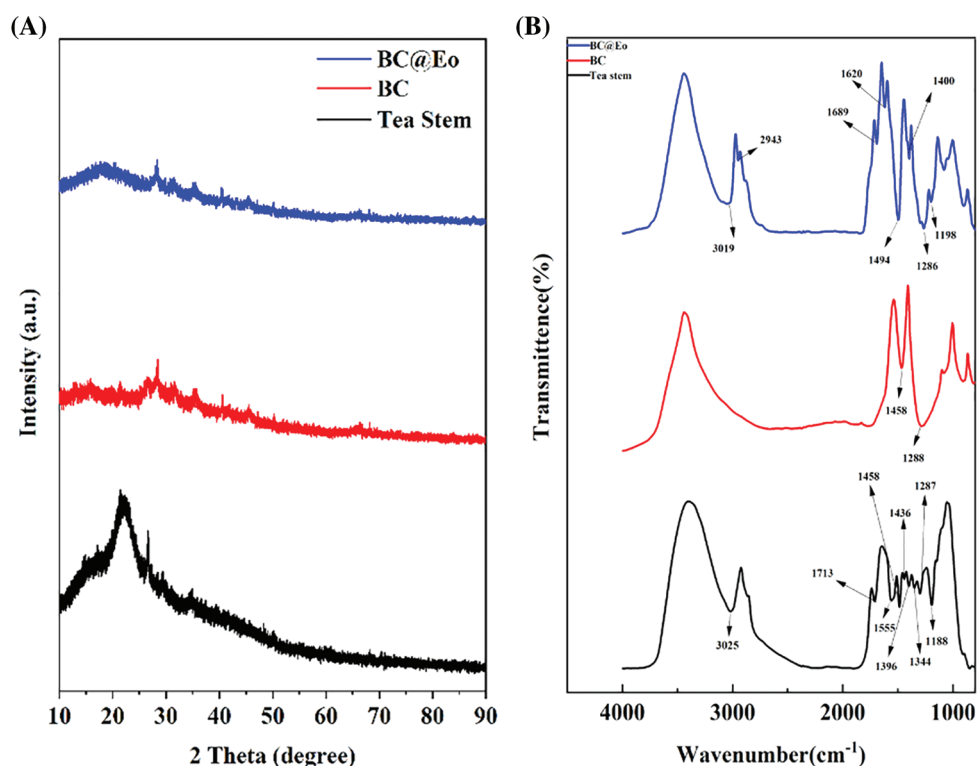 (A)
BC@Eo
BC
Tea Stem
Intensity (a.u.)
10 20 30 40 50 60 70 80 90
2 Theta (degree)
(B)
BC@Eo
BC
Tea stem
1620
1400
1689
2943
3019
1494
1286
1198
1458
1288
1458
1436
1287
1713
1555
1188
3025
1396
1344
Transmittence(%)
4000 3000 2000 1000
Wavenumber(cm⁻¹)